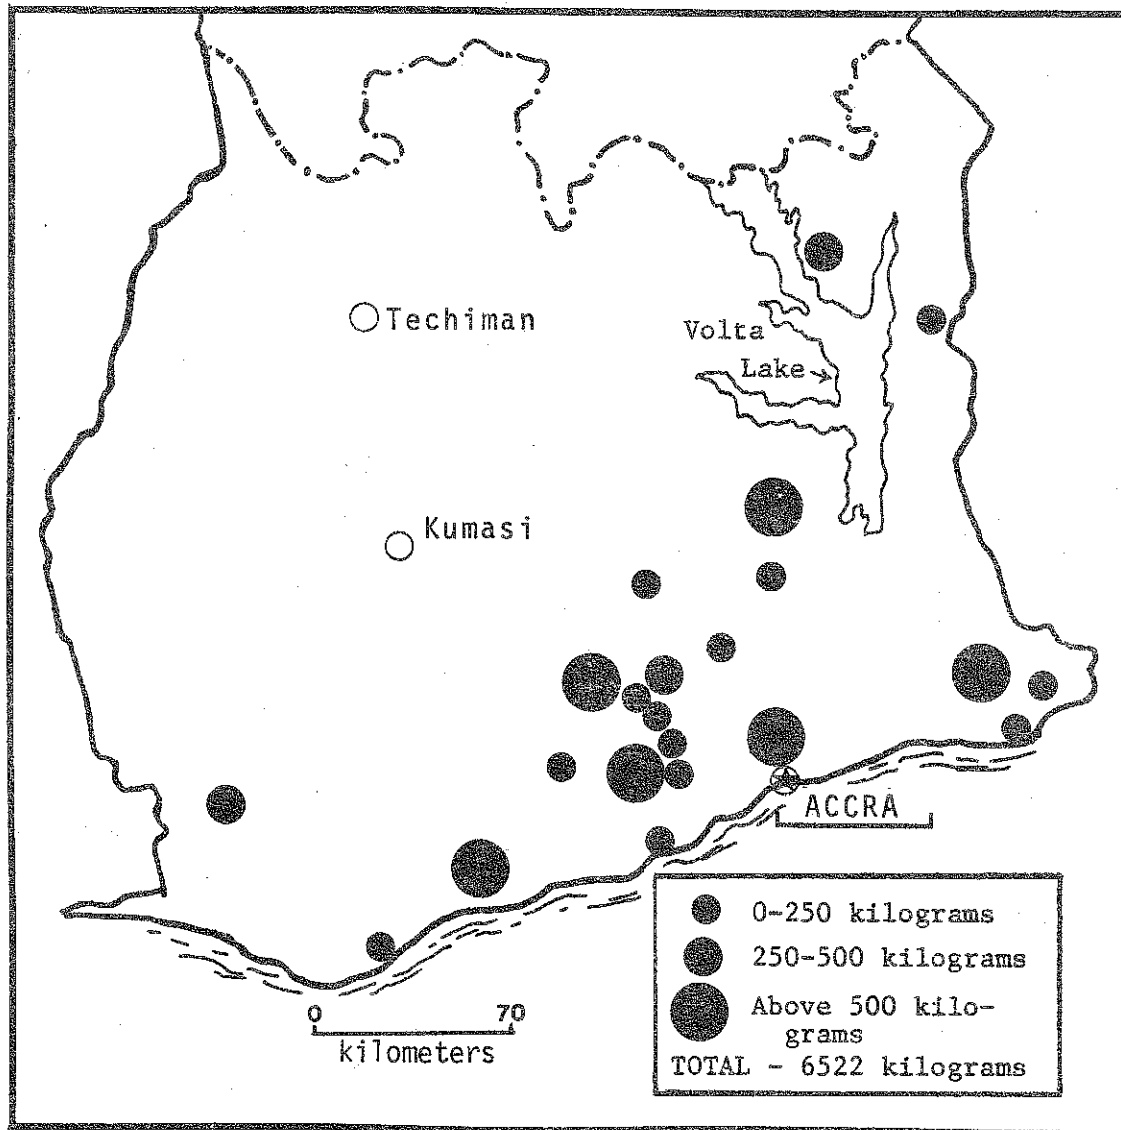 Techiman
Volta
Lake
Kumasi
ACCRA
0-250 kilograms
250-500 kilograms
Above 500 kilo-
grams
TOTAL - 6522 kilograms
0 70
kilometers